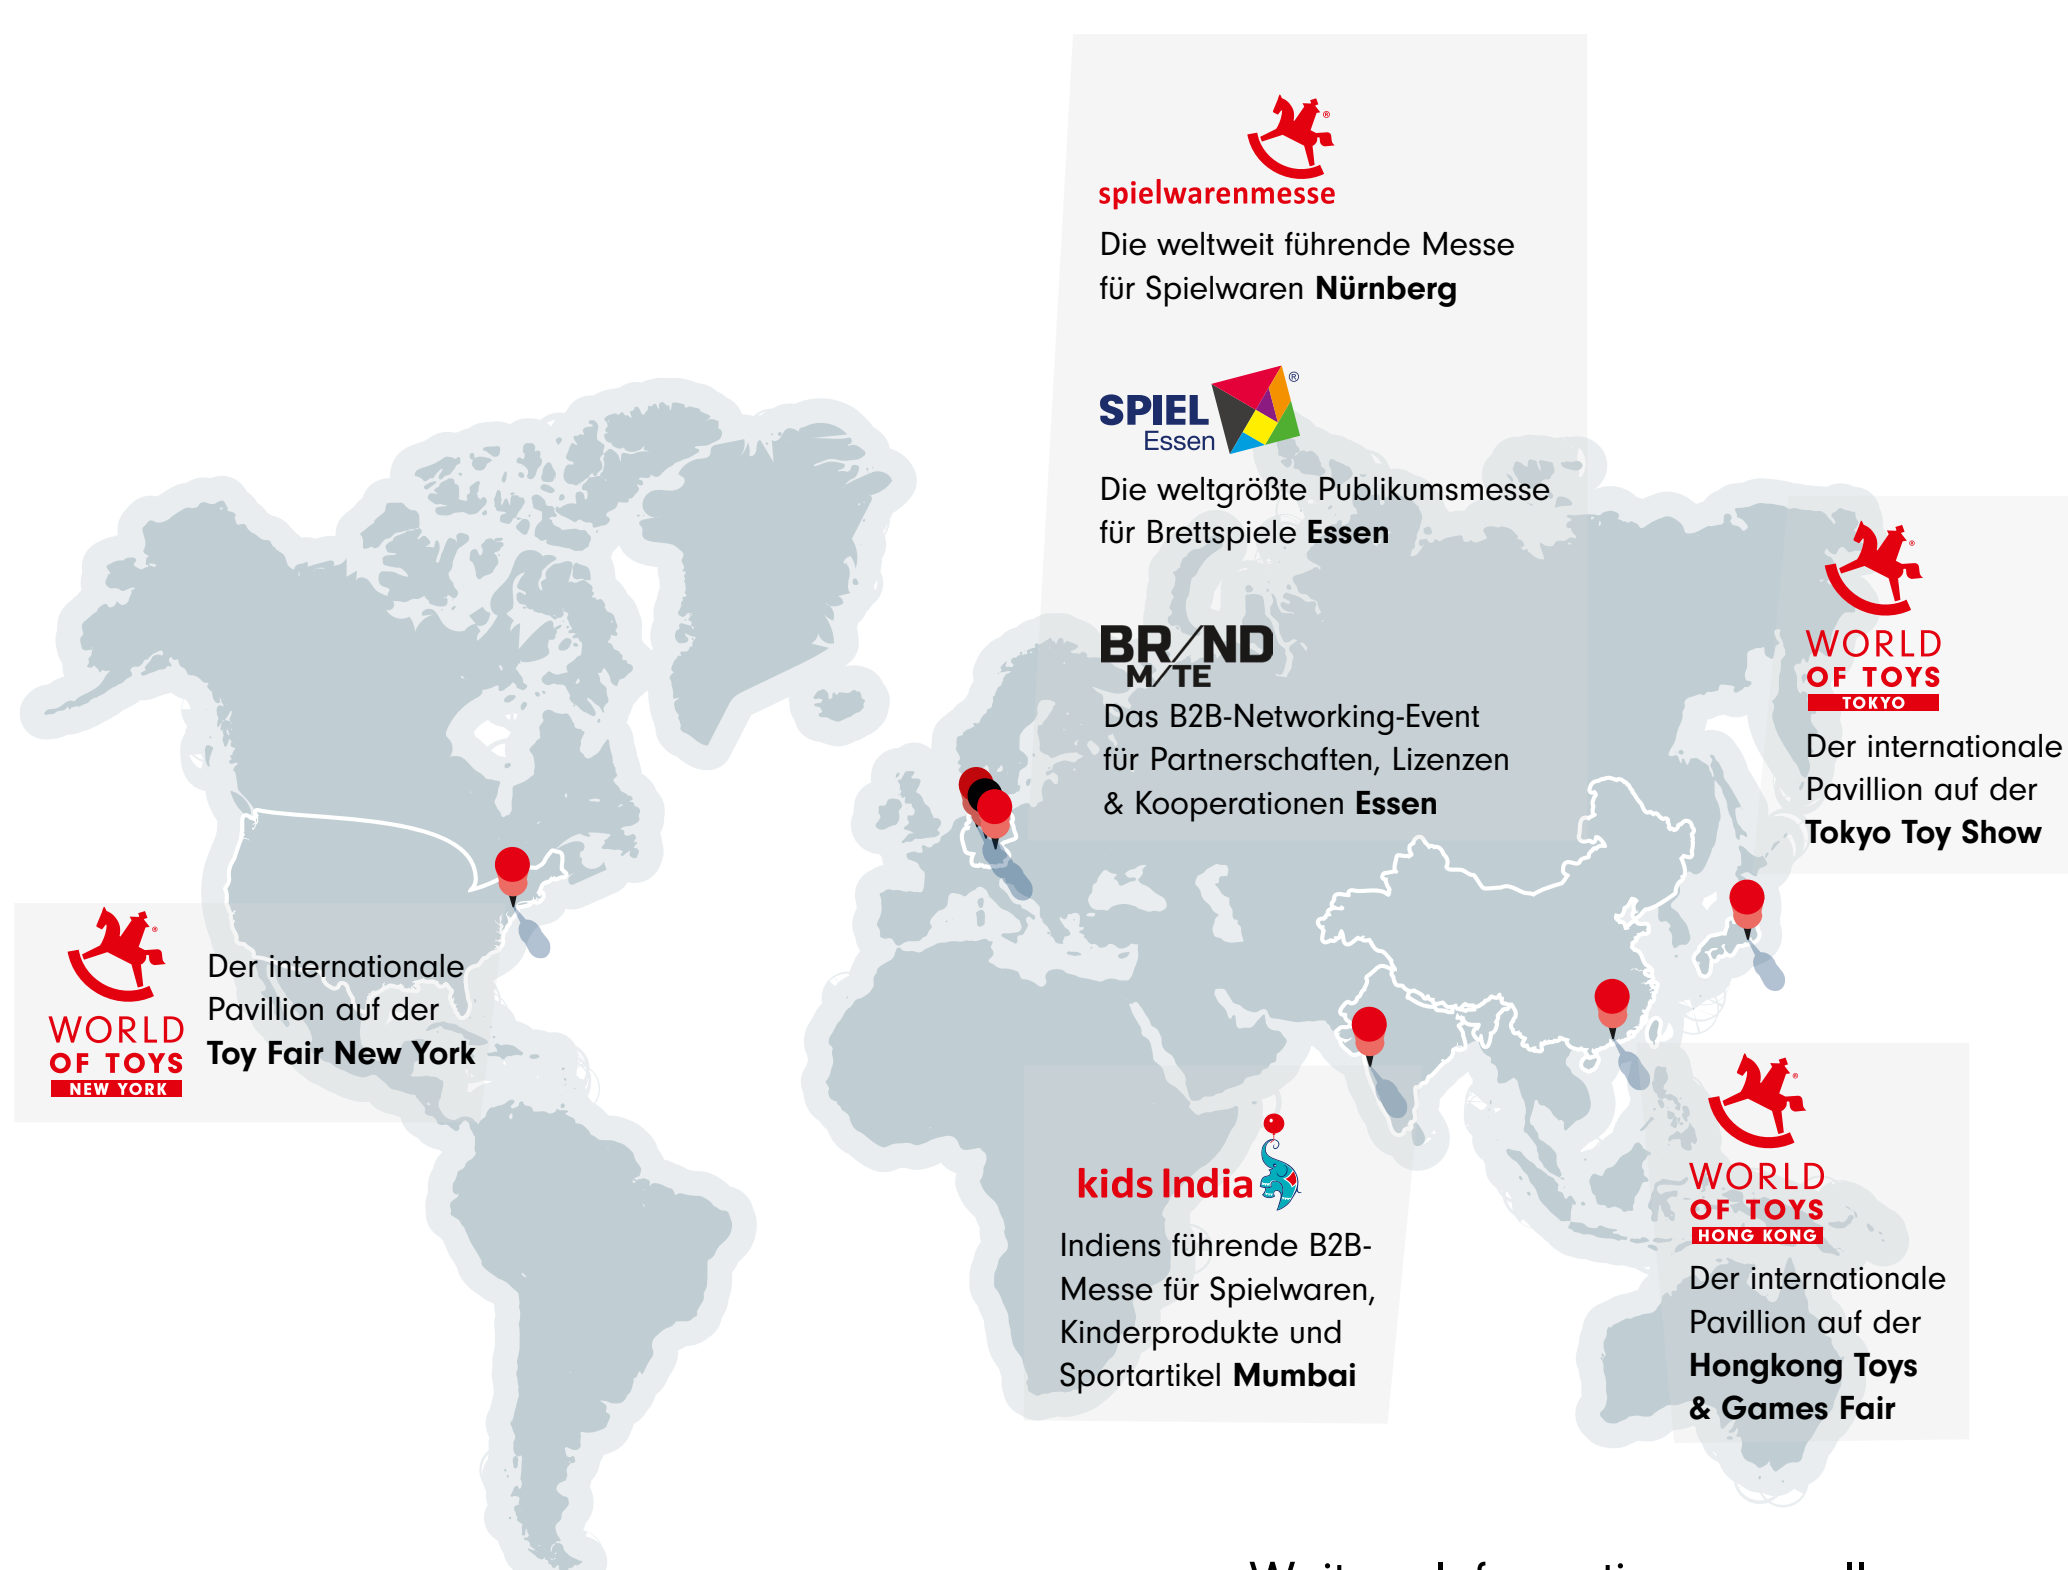 spielwarenmesse
Die weltweit führende Messe
für Spielwaren Nürnberg
SPIEL
Essen
Die weltgrößte Publikumsmesse
für Brettspiele Essen
BRAND
MATE
Das B2B-Networking-Event
für Partnerschaften, Lizenzen
& Kooperationen Essen
WORLD
OF TOYS
TOKYO
Der internationale
Pavillion auf der
Tokyo Toy Show
WORLD
OF TOYS
NEW YORK
Der internationale
Pavillion auf der
Toy Fair New York
kids India
Indiens führende B2B-
Messe für Spielwaren,
Kinderprodukte und
Sportartikel Mumbai
WORLD
OF TOYS
HONG KONG
Der internationale
Pavillion auf der
Hongkong Toys
& Games Fair